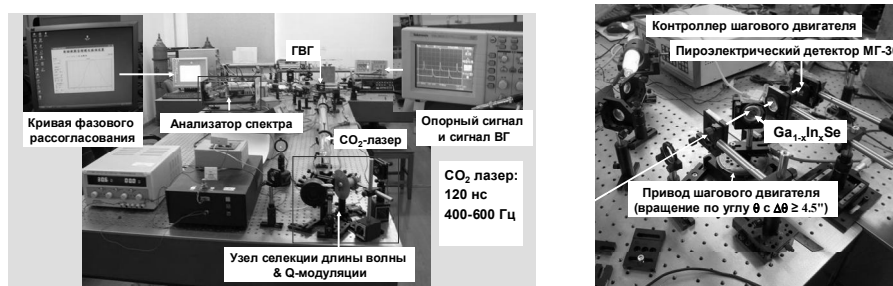 ГВГ
Кривая фазового
рассогласования
Анализатор спектра
Опорный сигнал
и сигнал ВГ
CO2-лазер
CO2 лазер:
120 нс
400-600 Гц
Узел селекции длины волны
& Q-модуляции
Контроллер шагового двигателя
Пироэлектрический детектор МГ-30
Ga1-xInxSe
Привод шагового двигателя
(вращение по углу θ с Δθ ≥ 4.5")